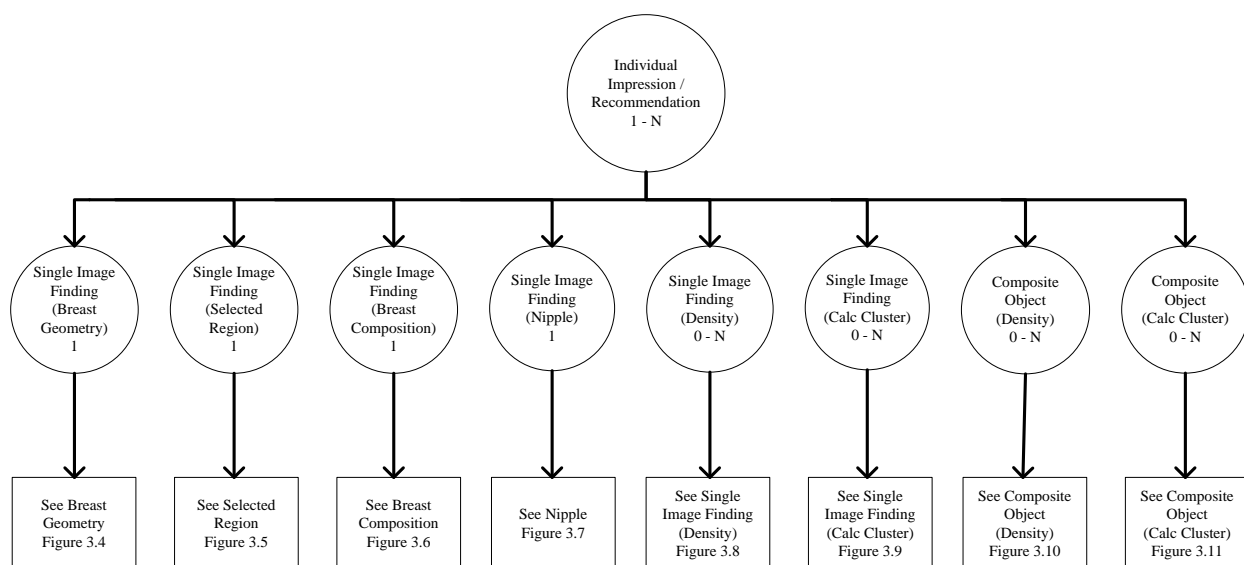 Individual
Impression /
Recommendation
1 - N
Single Image
Finding
(Breast
Geometry)
1
Single Image
Finding
(Selected
Region)
1
Single Image
Finding
(Breast
Composition)
1
Single Image
Finding
(Nipple)
1
Single Image
Finding
(Density)
0 - N
Single Image
Finding
(Calc Cluster)
0 - N
Composite
Object
(Density)
0 - N
Composite
Object
(Calc Cluster)
0 - N
See Breast
Geometry
Figure 3.4
See Selected
Region
Figure 3.5
See Breast
Composition
Figure 3.6
See Nipple
Figure 3.7
See Single
Image Finding
(Density)
Figure 3.8
See Single
Image Finding
(Calc Cluster)
Figure 3.9
See Composite
Object
(Density)
Figure 3.10
See Composite
Object
(Calc Cluster)
Figure 3.11